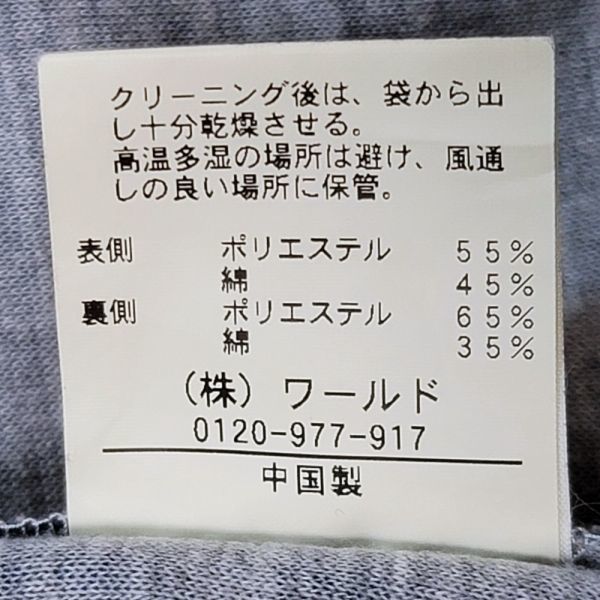 クリーニング後は、袋から出
し十分乾燥させる。
高温多湿の場所は避け、風通
しの良い場所に保管。
表側 ポリエステル 55%
綿 45%
裏側 ポリエステル 65%
綿 35%
(株) ワールド
0120-977-917
中国製